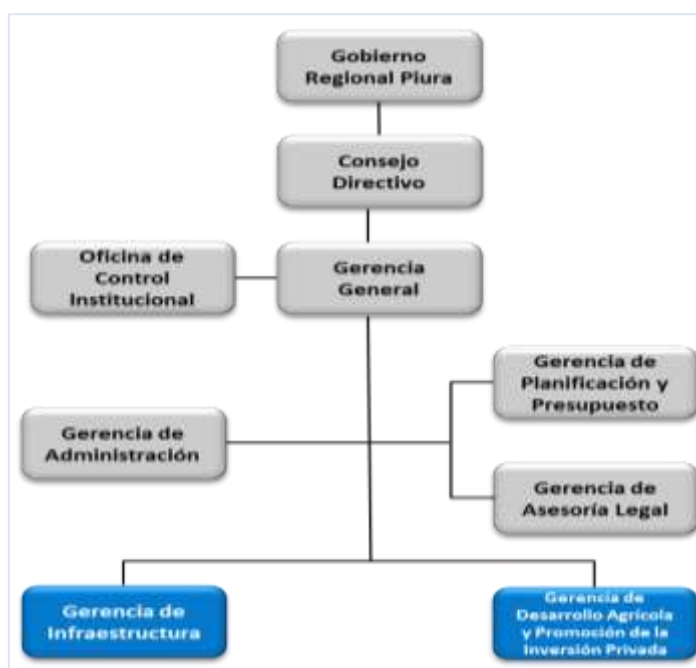 Gobierno
Regional Piura
Consejo
Directivo
Oficina de
Control
Institucional
Gerencia
General
Gerencia de
Planificación y
Presupuesto
Gerencia de
Administración
Gerencia de
Asesoría Legal
Gerencia de
Infraestructura
Gerencia de
Desarrollo Agrícola
y Promoción de la
Inversión Privada